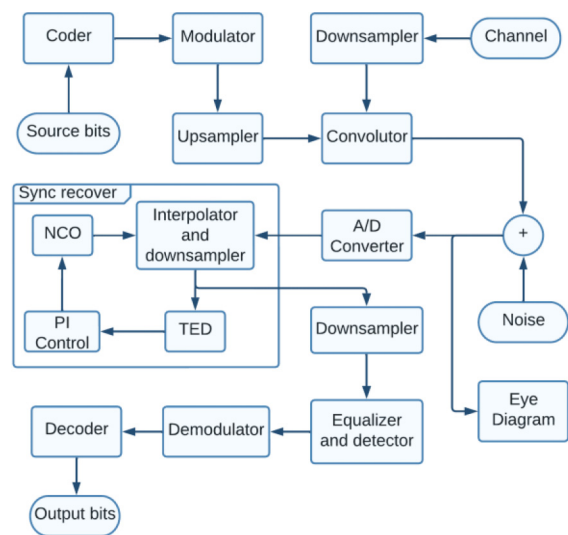 Coder
Modulator
Downsampler
Channel
Source bits
Upsampler
Convolutor
Sync recover
NCO
Interpolator
and
downsampler
A/D
Converter
+
PI
Control
TED
Downsampler
Noise
Decoder
Demodulator
Equalizer
and detector
Eye
Diagram
Output bits